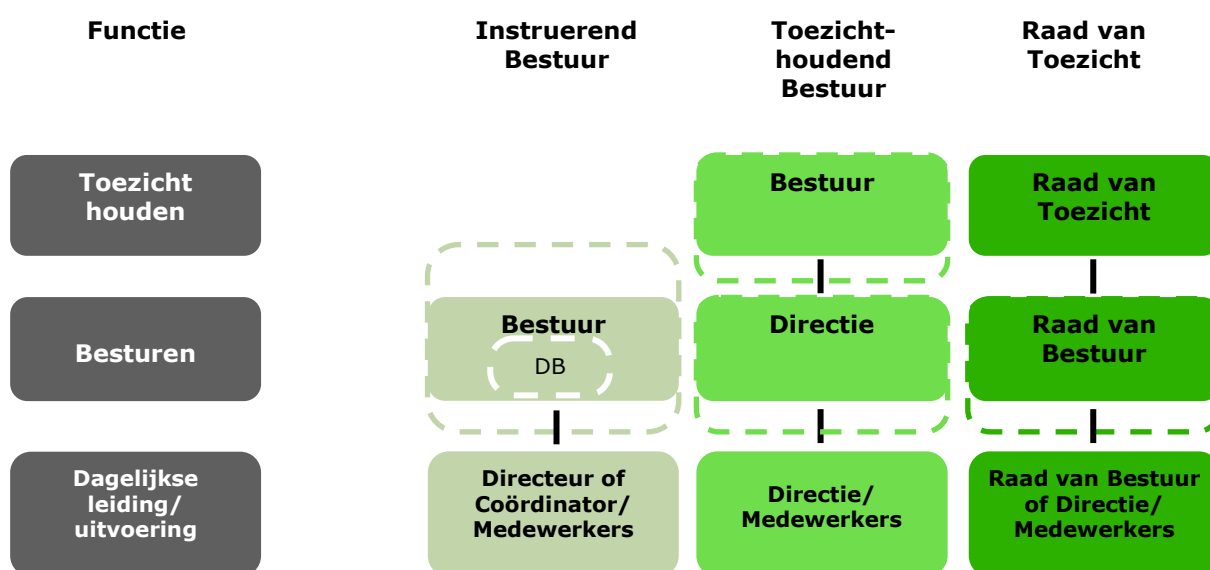 Functie
Instruerend
Bestuur
Toezicht-
houdend
Bestuur
Raad van
Toezicht
Toezicht
houden
Bestuur
Raad van
Toezicht
Besturen
Bestuur
DB
Directie
Raad van
Bestuur
Dagelijkse
leiding/
uitvoering
Directeur of
Coördinator/
Medewerkers
Directie/
Medewerkers
Raad van Bestuur
of Directie/
Medewerkers